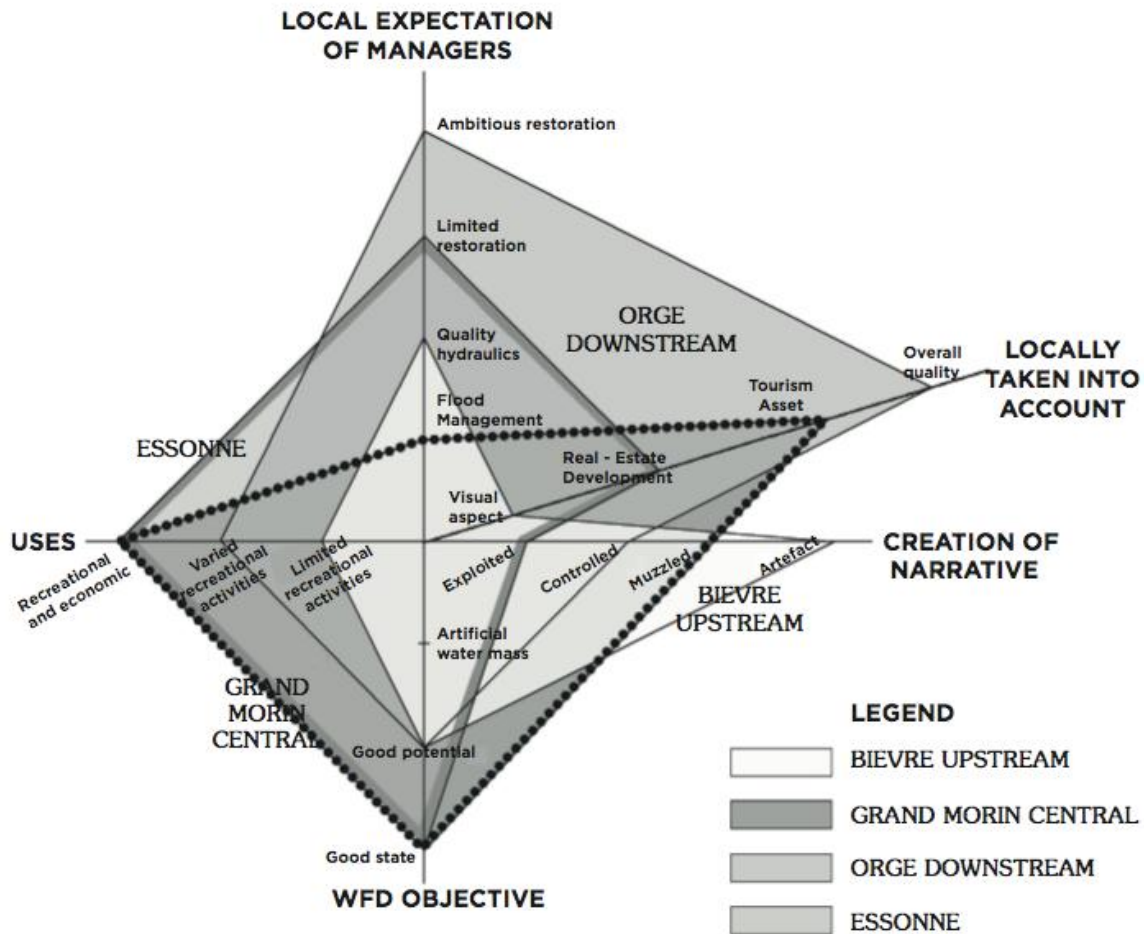 LOCAL EXPECTATION
OF MANAGERS
Ambitious restoration
Limited
restoration
ORGE
DOWNSTREAM
Quality
hydraulics
Overall
quality
LOCALLY
TAKEN INTO
ACCOUNT
Tourism
Asset
Flood
Management
ESSONNE
Real - Estate
Development
Visual
aspect
USES
Recreational
and economic
Varied
recreational
activities
Limited
recreational
activities
Exploited
Controlled
Muzzled
Artefact
CREATION OF
NARRATIVE
BIEVRE
UPSTREAM
Artificial
water mass
GRAND
MORIN
CENTRAL
Good potential
Good state
WFD OBJECTIVE
LEGEND
BIEVRE UPSTREAM
GRAND MORIN CENTRAL
ORGE DOWNSTREAM
ESSONNE